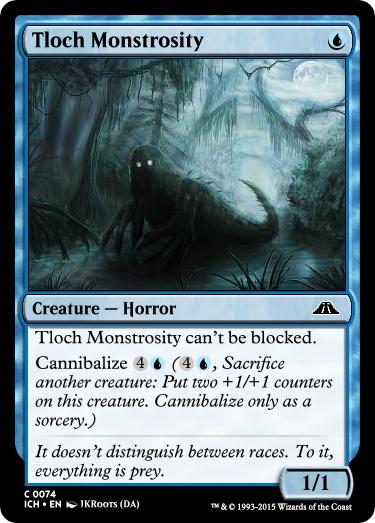 Tloch Monstrosity
Creature — Horror
Tloch Monstrosity can't be blocked.
Cannibalize 4 (4, Sacrifice
another creature: Put two +1/+1 counters
on this creature. Cannibalize only as a
sorcery.)
It doesn't distinguish between races. To it,
everything is prey.
1/1
C 0074
ICH • EN JKRoots (DA)
™ & © 1993-2015 Wizards of the Coast